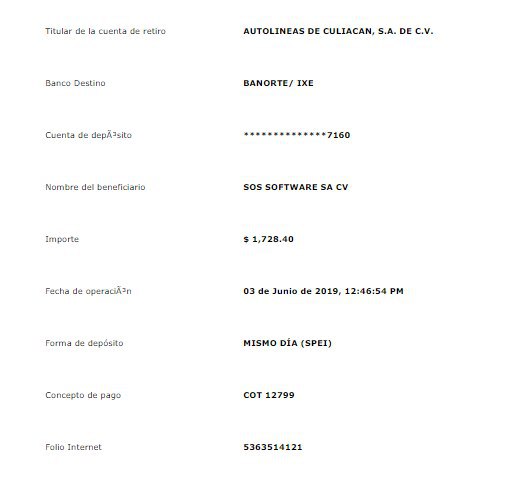 Titular de la cuenta de retiro AUTOLINEAS DE CULIACAN, S.A. DE C.V.
Banco Destino BANORTE/ IXE
Cuenta de depÃ³sito **************7160
Nombre del beneficiario SOS SOFTWARE SA CV
Importe $ 1,728.40
Fecha de operaciÃ³n 03 de Junio de 2019, 12:46:54 PM
Forma de depósito MISMO DÍA (SPEI)
Concepto de pago COT 12799
Folio Internet 5363514121